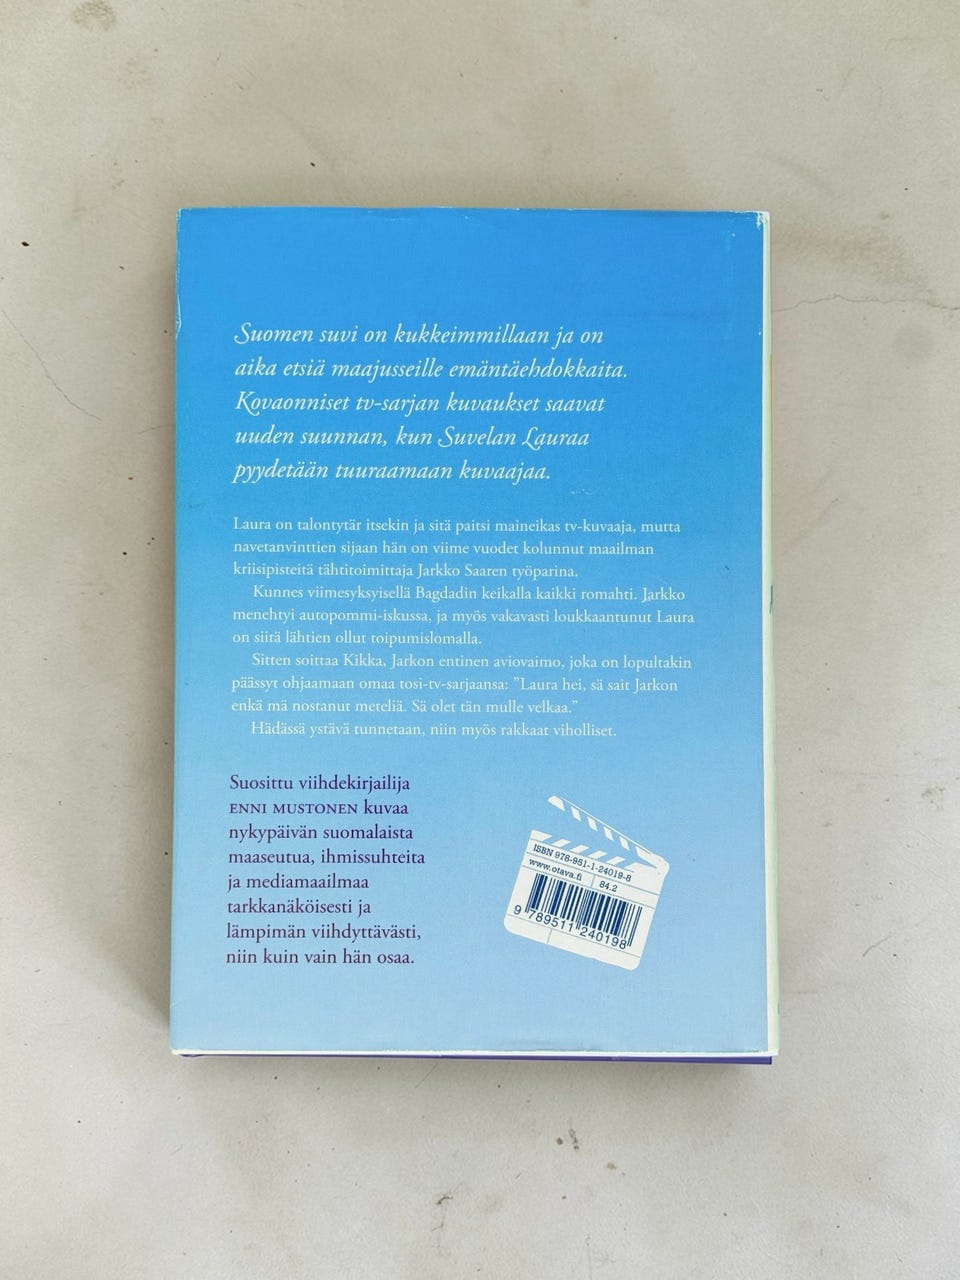 Suomen suvi on kukkeimmillaan ja on
aika etsiä maajusseille emäntäehdokkaita.
Kovaonniset tv-sarjan kuvaukset saavat
uuden suunnan, kun Suvelan Lauraa
pyydetään tuuraamaan kuvaajaa.
Laura on talontytär itsekin ja sitä paitsi maineikas tv-kuvaaja, mutta
navetanvinttien sijaan hän on viime vuodet kolunnut maailman
kriisipisteitä tähtitoimittaja Jarkko Saaren työparina.
Kunnes viimesyksyisellä Bagdadin keikalla kaikki romahti. Jarkko
menehtyi autopommi-iskussa, ja myös vakavasti loukkaantunut Laura
on siitä lähtien ollut toipumislomalla.
Sitten soittaa Kikka, Jarkon entinen aviovaimo, joka on lopultakin
päässyt ohjaamaan omaa tosi-tv-sarjaansa: ”Laura hei, sä sait Jarkon
enkä mä nostanut meteliä. Sä olet tän mulle velkaa.”
Hädässä ystävä tunnetaan, niin myös rakkaat viholliset.
Suosittu viihdekirjailija
ENNI MUSTONEN kuvaa
nykypäivän suomalaista
maaseutua, ihmissuhteita
ja mediamaailmaa
tarkkanäköisesti ja
lämpimän viihdyttävästi,
niin kuin vain hän osaa.
ISBN 978-951-1-24019-8
www.otava.fi 84.2
9 789511 240198